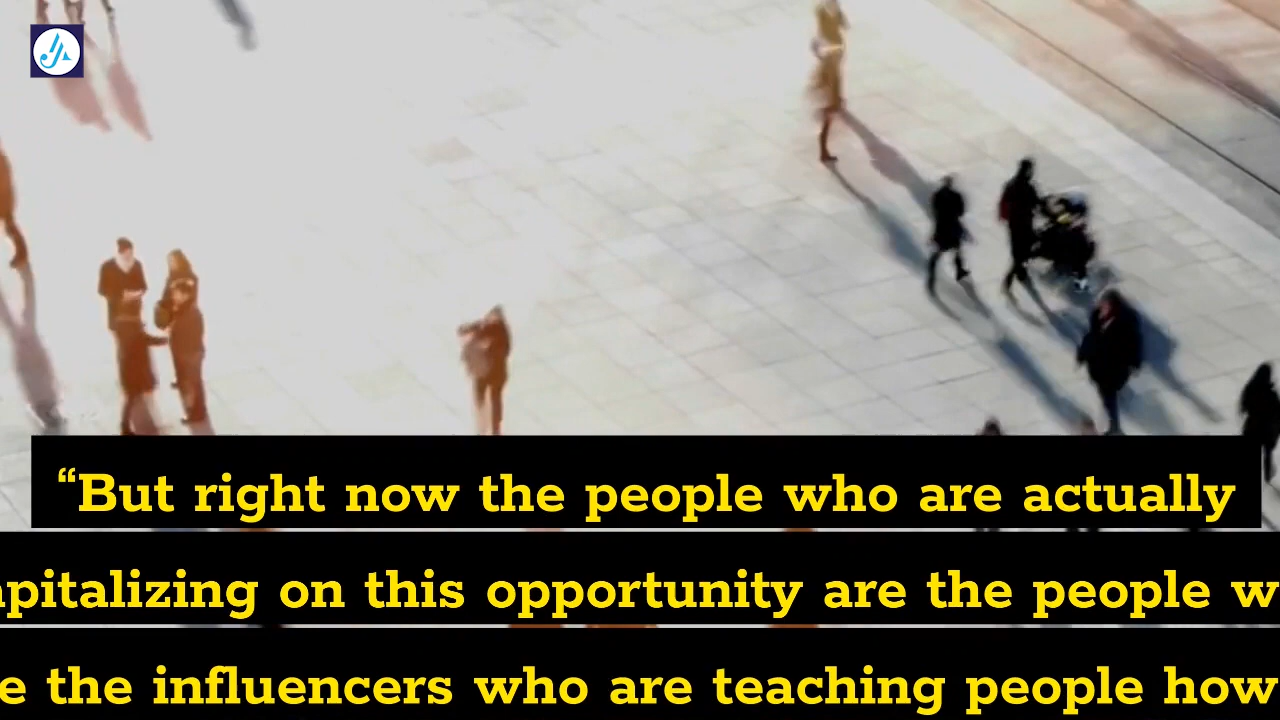 “But right now the people who are actually
apitalizing on this opportunity are the people w
e the influencers who are teaching people how